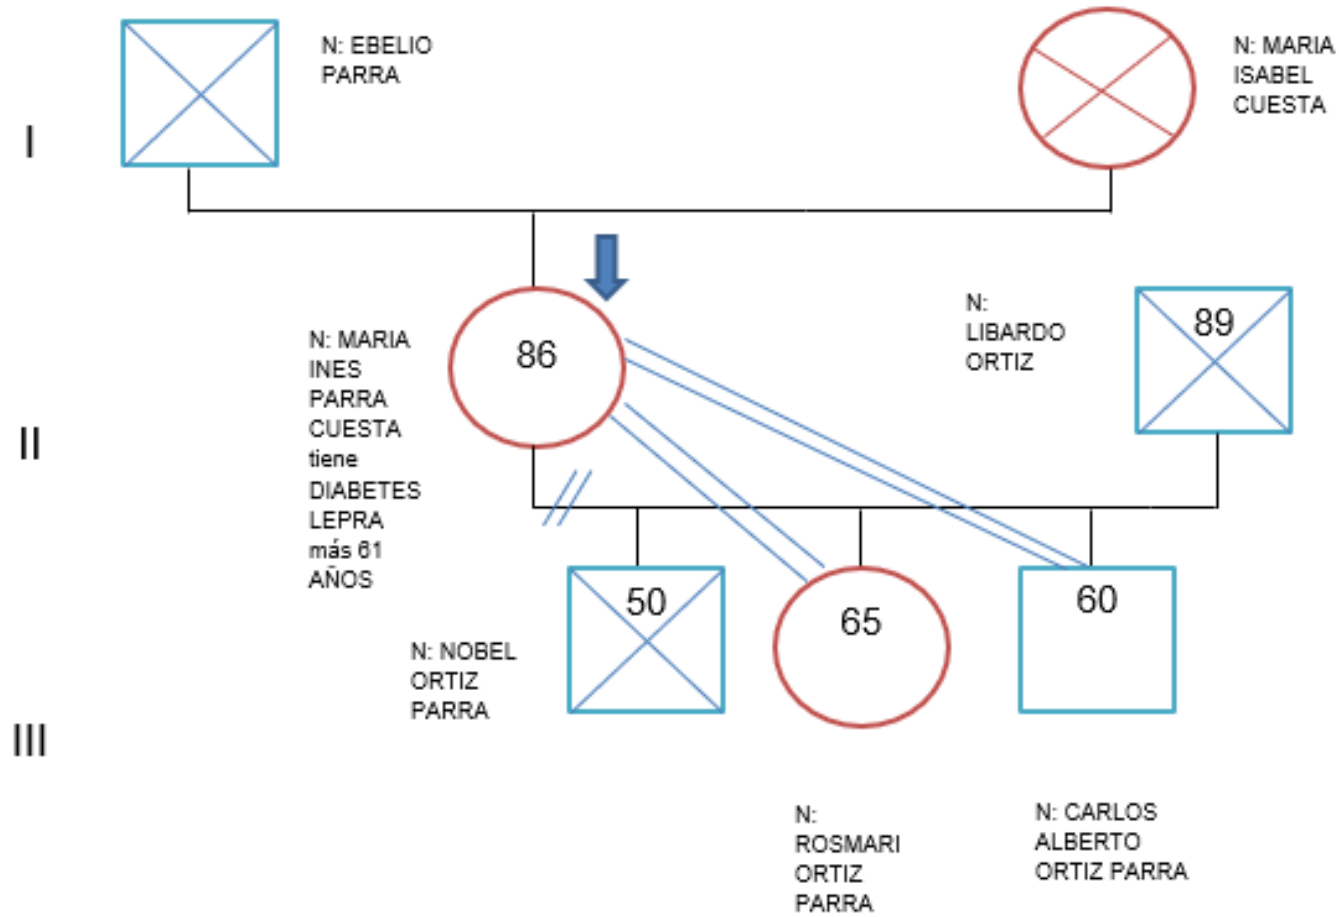 N: EBELIO
PARRA
N: MARIA
ISABEL
CUESTA
I
N: MARIA
INES
PARRA
CUESTA
tiene
DIABETES
LEPRA
más 61
AÑOS
86
N:
LIBARDO
ORTIZ
89
II
N: NOBEL
ORTIZ
PARRA
50
65
60
III
N:
ROSMARI
ORTIZ
PARRA
N: CARLOS
ALBERTO
ORTIZ PARRA